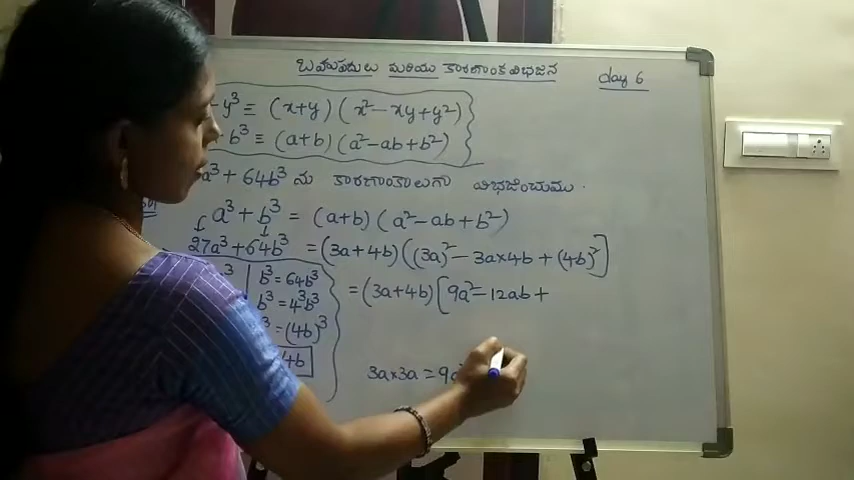 బహుపదులు మరియు కారణాంక విభజన
day 6
y³ = (x+y) (x²-xy+y²)
b³ = (a+b) (a²-ab+b²)
a³ + 64b³ ను కారణాంకాలుగా విభజించుము.
a³ + b³ = (a+b) (a²-ab+b²)
27a³ + 64b³ = (3a+4b) ((3a)² - 3a×4b + (4b)²]
= (3a+4b) [9a² - 12ab +
3 b³ = 64b³
b³ = 4³b³
³ = (4b)³
4b
3a×3a = 9a